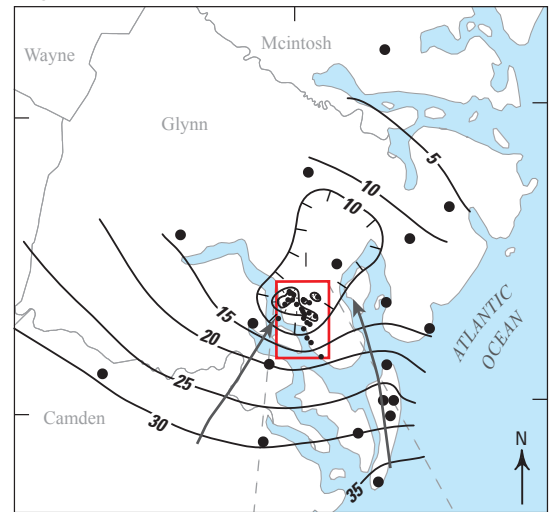 Mcintosh
Wayne
Glynn
5
10
10
15
20
25
30
35
Camden
ATLANTIC
OCEAN
N